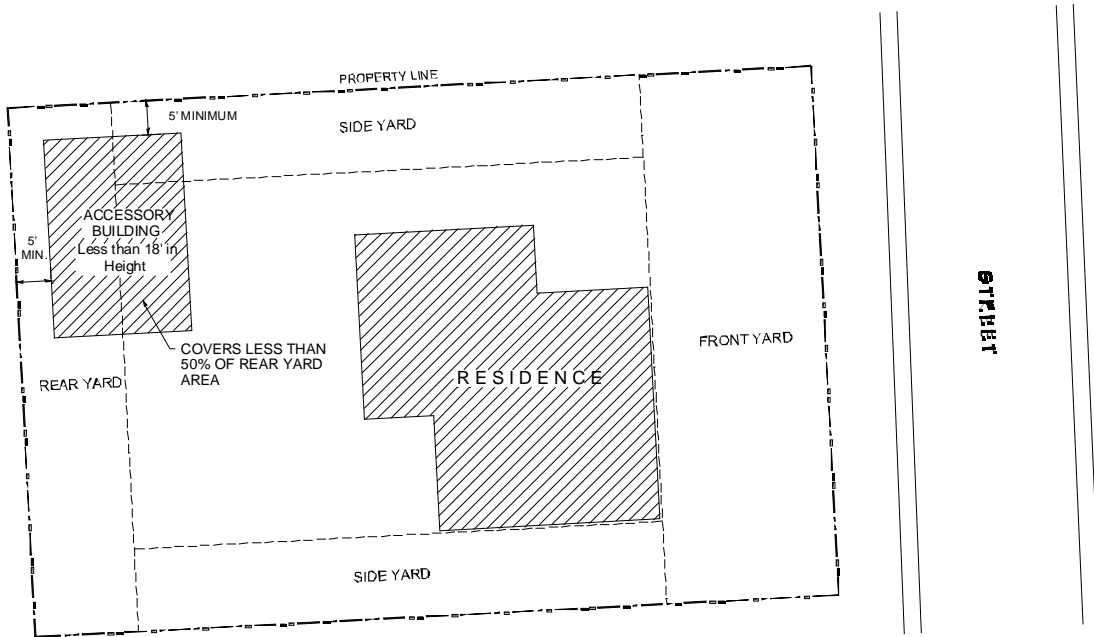 PROPERTY LINE
5' MINIMUM
SIDE YARD
ACCESSORY
BUILDING
Less than 18' in
Height
5'
MIN.
STREET
FRONT YARD
COVERS LESS THAN
50% OF REAR YARD
AREA
RESIDENCE
REAR YARD
SIDE YARD